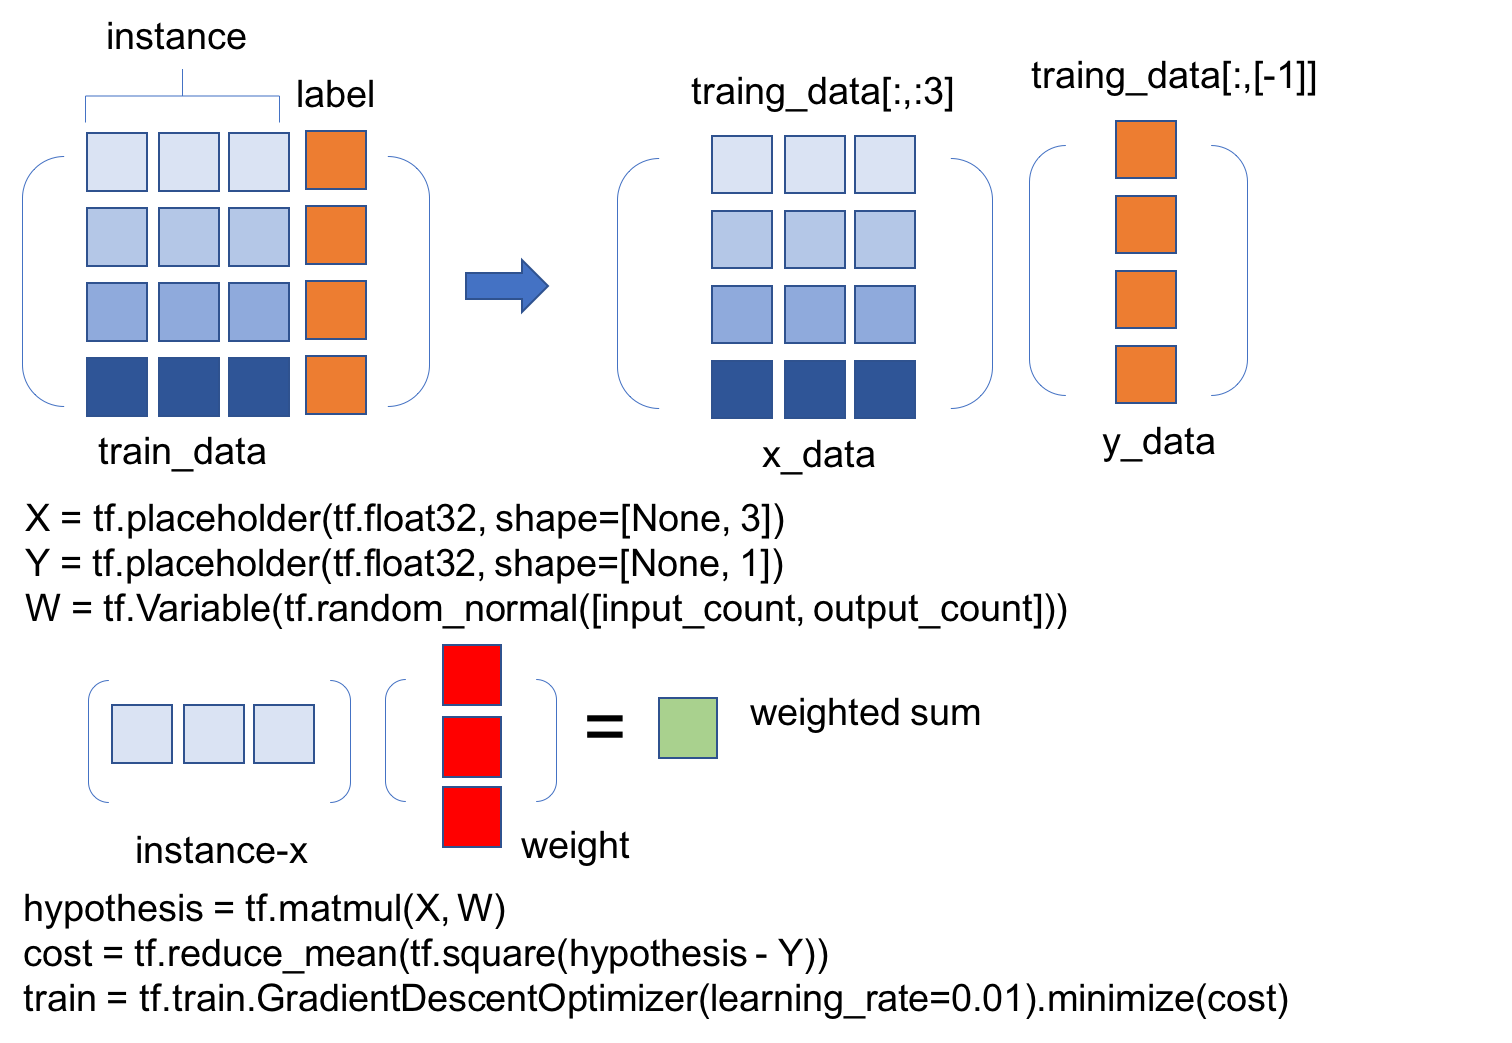 instance
label
train_data
traing_data[:,:3]
x_data
traing_data[:,[-1]]
y_data
X = tf.placeholder(tf.float32, shape=[None, 3])
Y = tf.placeholder(tf.float32, shape=[None, 1])
W = tf.Variable(tf.random_normal([input_count, output_count]))
=
weighted sum
instance-x
weight
hypothesis = tf.matmul(X, W)
cost = tf.reduce_mean(tf.square(hypothesis - Y))
train = tf.train.GradientDescentOptimizer(learning_rate=0.01).minimize(cost)